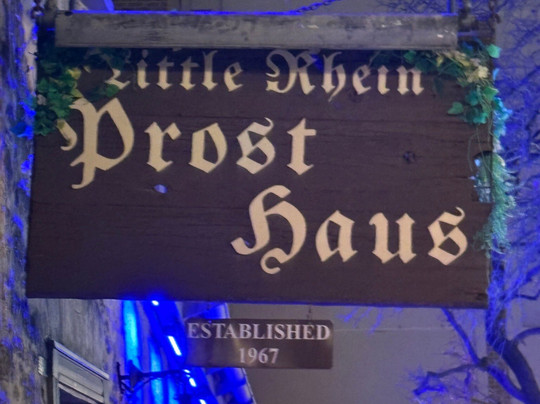 Little Rhein
Prost
Haus
ESTABLISHED
1967